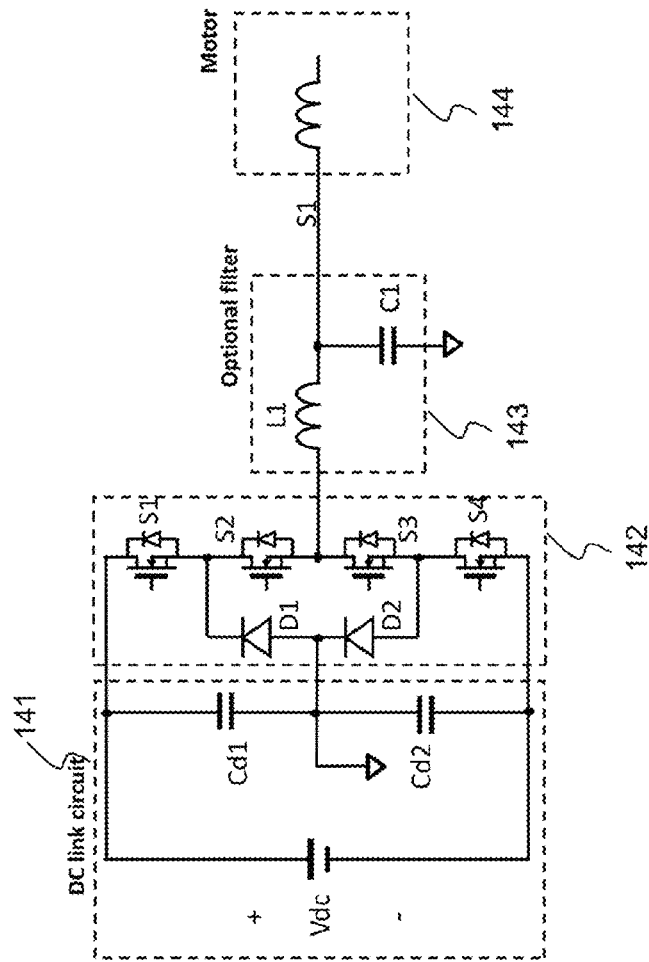 Motor
144
S1
Optional filter
L1
C1
143
S1
S2
S3
S4
D1
D2
142
141
DC link circuit
Cd1
Cd2
+
Vdc
-